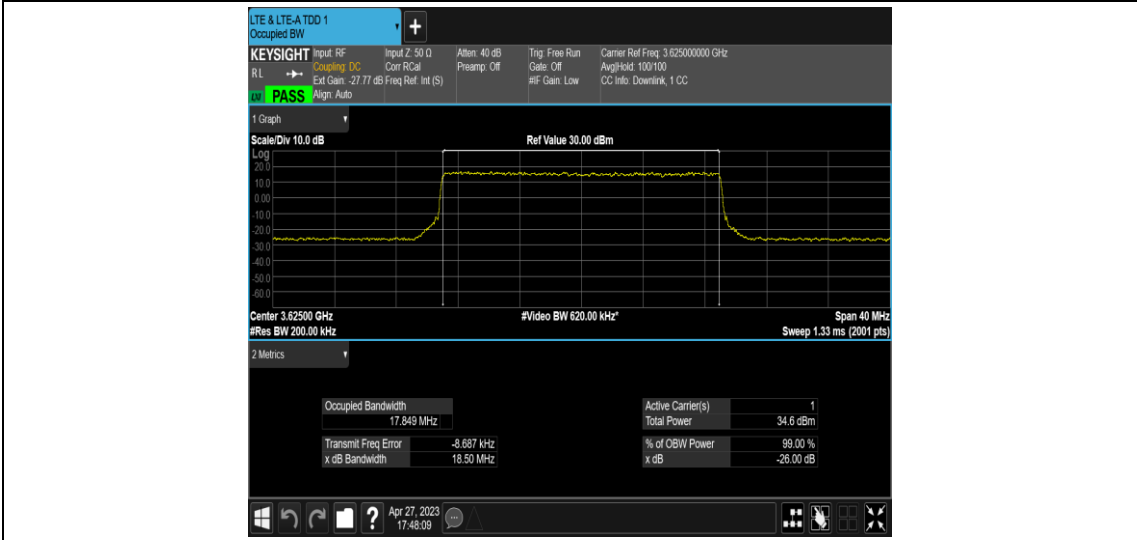 LTE & LTE-A TDD 1
Occupied BW
+
KEYSIGHT Input: RF Input Z: 50 Ω Atten: 40 dB Trig: Free Run Carrier Ref Freq: 3.625000000 GHz
RL Coupling: DC Corr RCal Preamp: Off Gate: Off Avg|Hold: 100/100
Ext Gain: -27.77 dB Freq Ref: Int (S) #IF Gain: Low CC Info: Downlink, 1 CC
PASS Align: Auto
1 Graph
Scale/Div 10.0 dB Ref Value 30.00 dBm
Log
20.0
10.0
0.00
-10.0
-20.0
-30.0
-40.0
-50.0
-60.0
Center 3.62500 GHz #Video BW 620.00 kHz* Span 40 MHz
#Res BW 200.00 kHz Sweep 1.33 ms (2001 pts)
2 Metrics
Occupied Bandwidth Active Carrier(s) 1
17.849 MHz Total Power 34.6 dBm
Transmit Freq Error -8.687 kHz % of OBW Power 99.00 %
x dB Bandwidth 18.50 MHz x dB -26.00 dB
? Apr 27, 2023
17:48:09